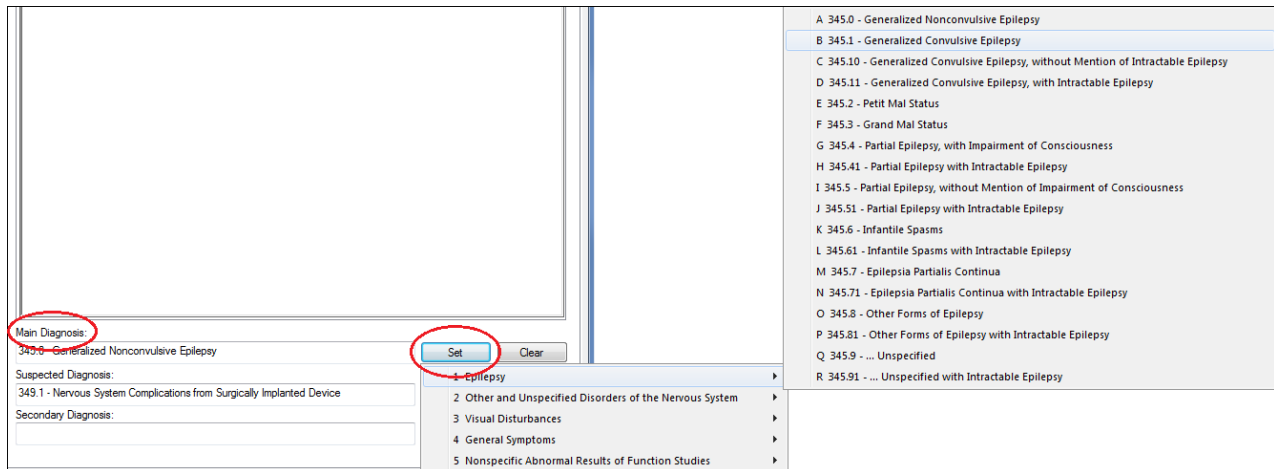 Main Diagnosis:
345.0 - Generalized Nonconvulsive Epilepsy
Set
Clear
Suspected Diagnosis:
349.1 - Nervous System Complications from Surgically Implanted Device
Secondary Diagnosis:
1 Epilepsy
2 Other and Unspecified Disorders of the Nervous System
3 Visual Disturbances
4 General Symptoms
5 Nonspecific Abnormal Results of Function Studies
A 345.0 - Generalized Nonconvulsive Epilepsy
B 345.1 - Generalized Convulsive Epilepsy
C 345.10 - Generalized Convulsive Epilepsy, without Mention of Intractable Epilepsy
D 345.11 - Generalized Convulsive Epilepsy, with Intractable Epilepsy
E 345.2 - Petit Mal Status
F 345.3 - Grand Mal Status
G 345.4 - Partial Epilepsy, with Impairment of Consciousness
H 345.41 - Partial Epilepsy with Intractable Epilepsy
I 345.5 - Partial Epilepsy, without Mention of Impairment of Consciousness
J 345.51 - Partial Epilepsy with Intractable Epilepsy
K 345.6 - Infantile Spasms
L 345.61 - Infantile Spasms with Intractable Epilepsy
M 345.7 - Epilepsia Partialis Continua
N 345.71 - Epilepsia Partialis Continua with Intractable Epilepsy
O 345.8 - Other Forms of Epilepsy
P 345.81 - Other Forms of Epilepsy with Intractable Epilepsy
Q 345.9 - ... Unspecified
R 345.91 - ... Unspecified with Intractable Epilepsy